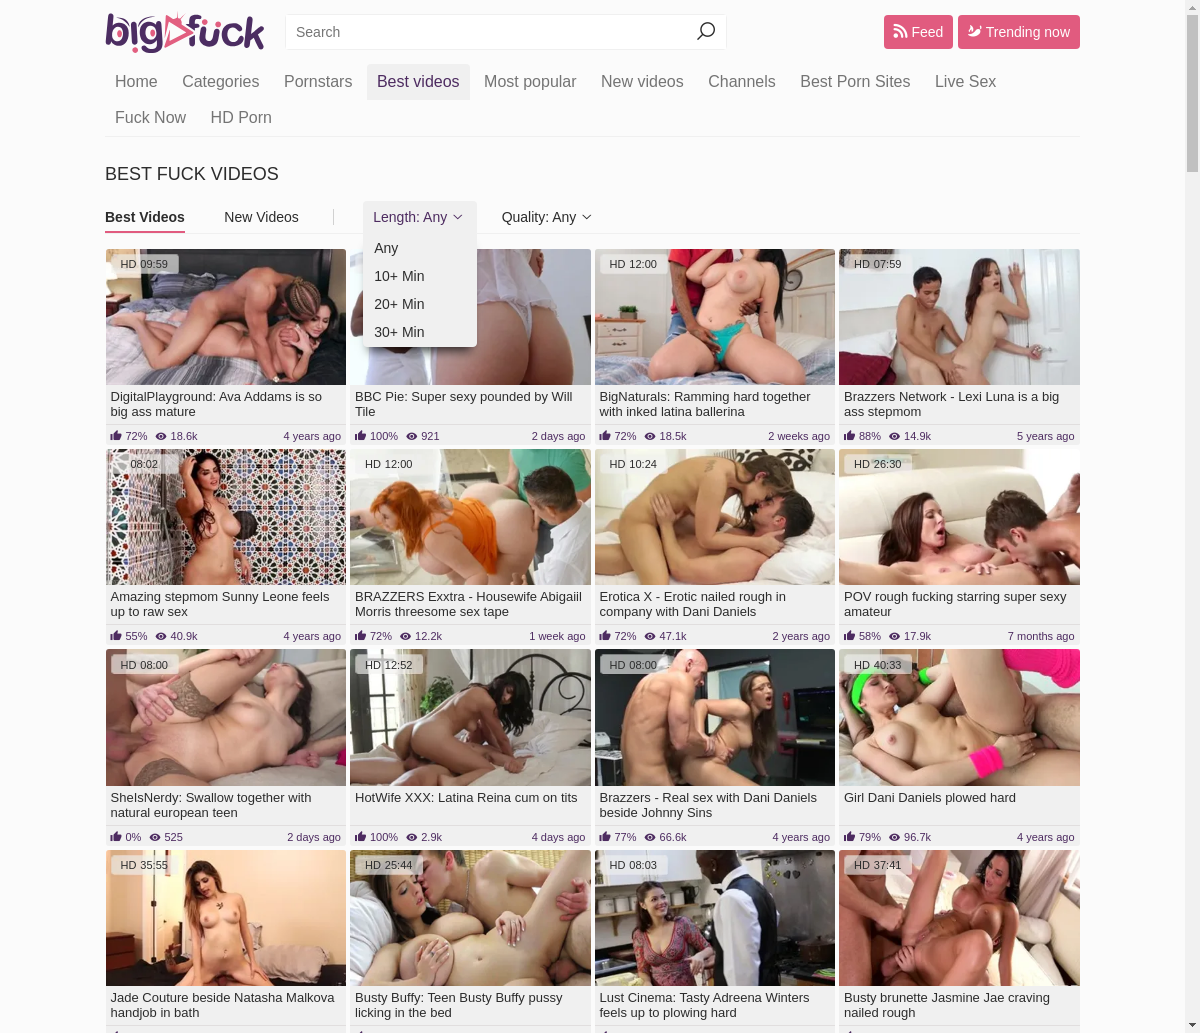 bigfuck
Search
Feed
Trending now
Home Categories Pornstars Best videos Most popular New videos Channels Best Porn Sites Live Sex
Fuck Now HD Porn
BEST FUCK VIDEOS
Best Videos New Videos Length: Any Quality: Any
Any
10+ Min
20+ Min
30+ Min
HD 09:59
DigitalPlayground: Ava Addams is so
big ass mature
72% 18.6k 4 years ago
BBC Pie: Super sexy pounded by Will
Tile
100% 921 2 days ago
HD 12:00
BigNaturals: Ramming hard together
with inked latina ballerina
72% 18.5k 2 weeks ago
HD 07:59
Brazzers Network - Lexi Luna is a big
ass stepmom
88% 14.9k 5 years ago
08:02
Amazing stepmom Sunny Leone feels
up to raw sex
55% 40.9k 4 years ago
HD 12:00
BRAZZERS Exxtra - Housewife Abigaiil
Morris threesome sex tape
72% 12.2k 1 week ago
HD 10:24
Erotica X - Erotic nailed rough in
company with Dani Daniels
72% 47.1k 2 years ago
HD 26:30
POV rough fucking starring super sexy
amateur
58% 17.9k 7 months ago
HD 08:00
SheIsNerdy: Swallow together with
natural european teen
0% 525 2 days ago
HD 12:52
HotWife XXX: Latina Reina cum on tits
100% 2.9k 4 days ago
HD 08:00
Brazzers - Real sex with Dani Daniels
beside Johnny Sins
77% 66.6k 4 years ago
HD 40:33
Girl Dani Daniels plowed hard
79% 96.7k 4 years ago
HD 35:55
Jade Couture beside Natasha Malkova
handjob in bath
HD 25:44
Busty Buffy: Teen Busty Buffy pussy
licking in the bed
HD 08:03
Lust Cinema: Tasty Adreena Winters
feels up to plowing hard
HD 37:41
Busty brunette Jasmine Jae craving
nailed rough